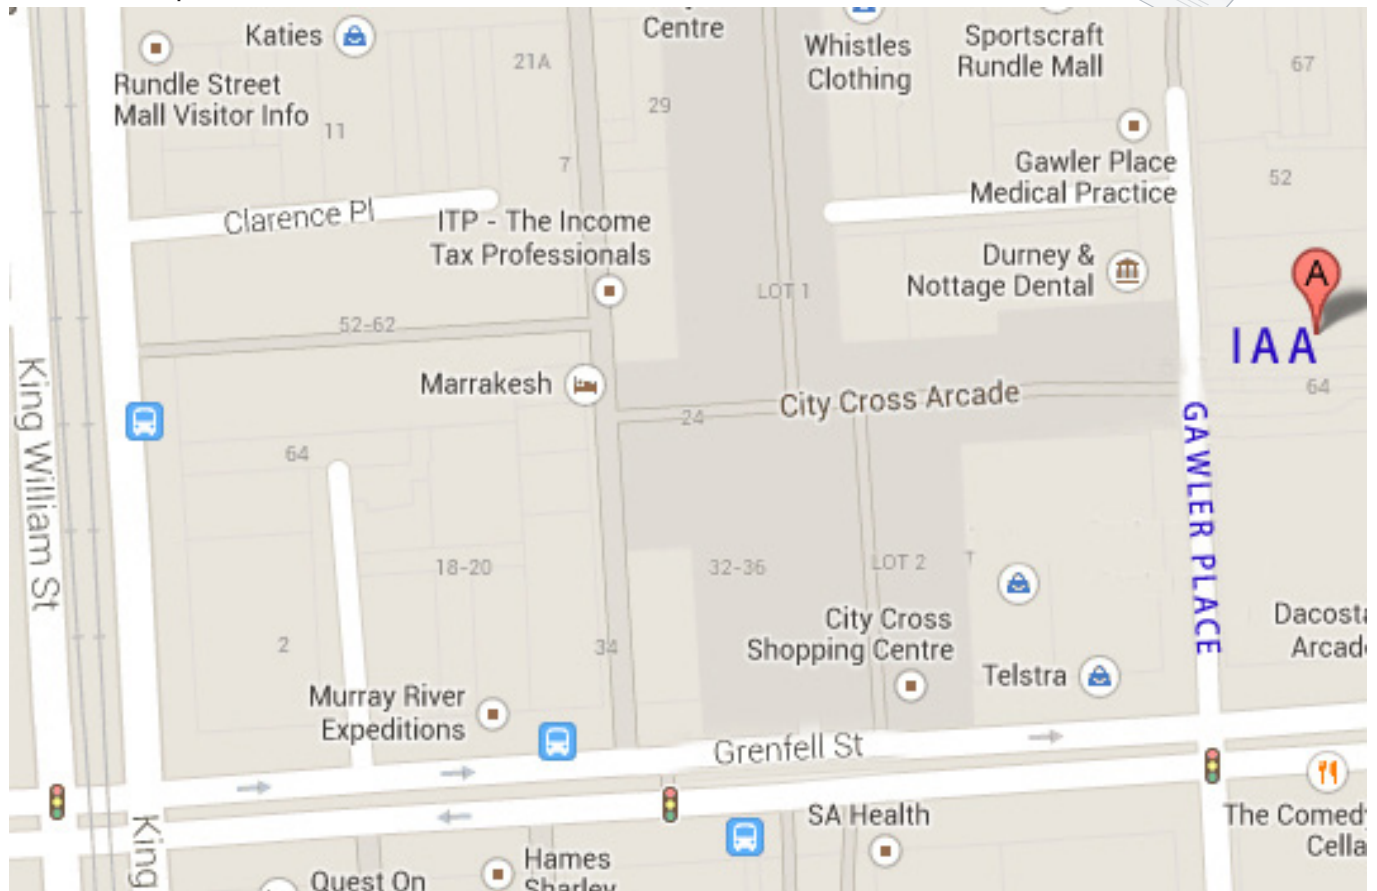 Centre
Katies
Rundle Street
Mall Visitor Info
21A
11
29
7
Whistles
Clothing
Sportscraft
Rundle Mall
67
Gawler Place
Medical Practice
52
Clarence Pl
ITP - The Income
Tax Professionals
Durney &
Nottage Dental
LOT 1
A
IAA
64
52-62
Marrakesh
City Cross Arcade
24
King William St
GAWLER PLACE
64
18-20
32-36
LOT 2
T
2
34
City Cross
Shopping Centre
Telstra
Dacosta
Arcad
Murray River
Expeditions
Grenfell St
SA Health
The Comedy
Cella
King
Quest On
Hames
Sharley